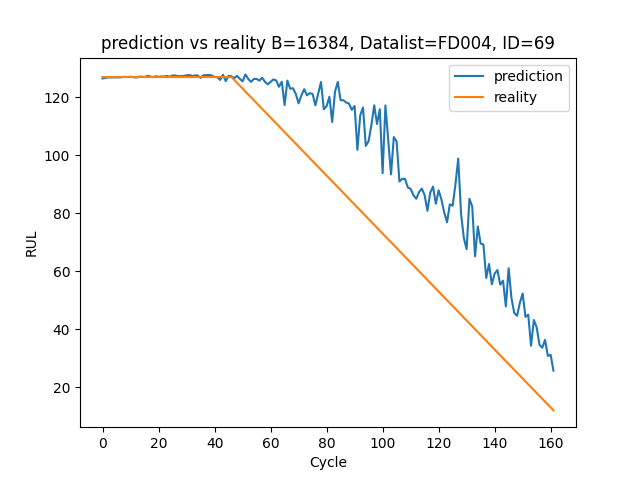 prediction vs reality B=16384, Datalist=FD004, ID=69
prediction
reality
RUL
120
100
80
60
40
20
0 20 40 60 80 100 120 140 160
Cycle